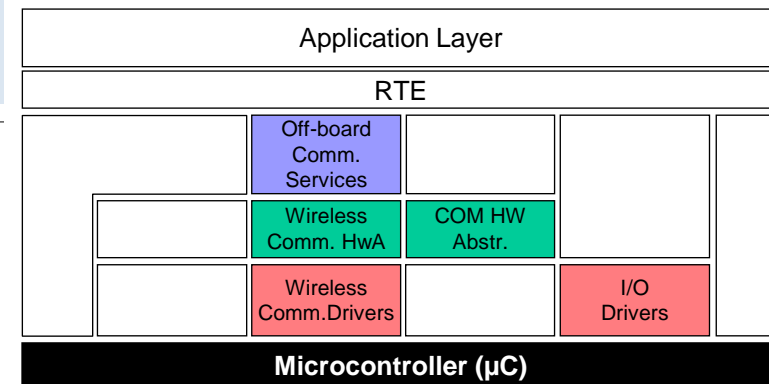 Application Layer
RTE
Off-board
Comm.
Services
Wireless
Comm. HwA
COM HW
Abstr.
Wireless
Comm.Drivers
I/O
Drivers
Microcontroller (µC)